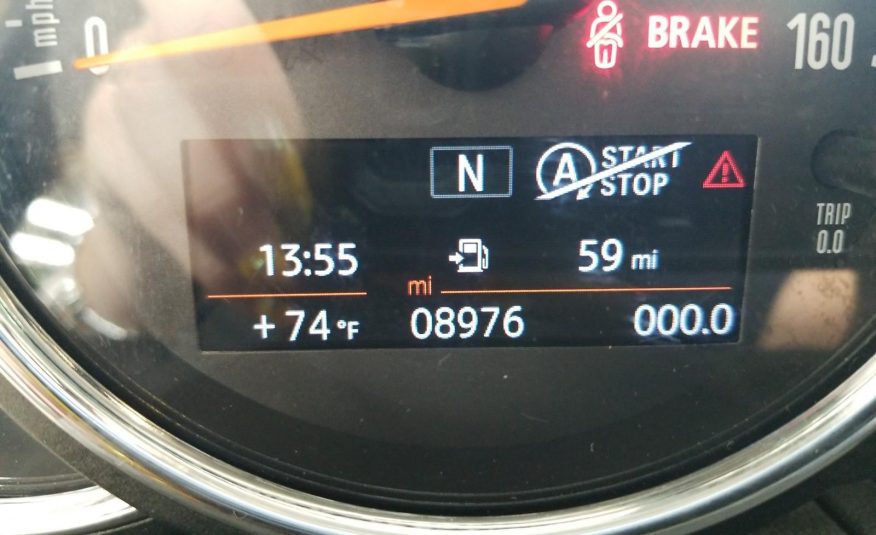 mph
0
BRAKE
160
N
A START STOP
TRIP
0.0
13:55
59 mi
mi
+74 °F
08976
000.0